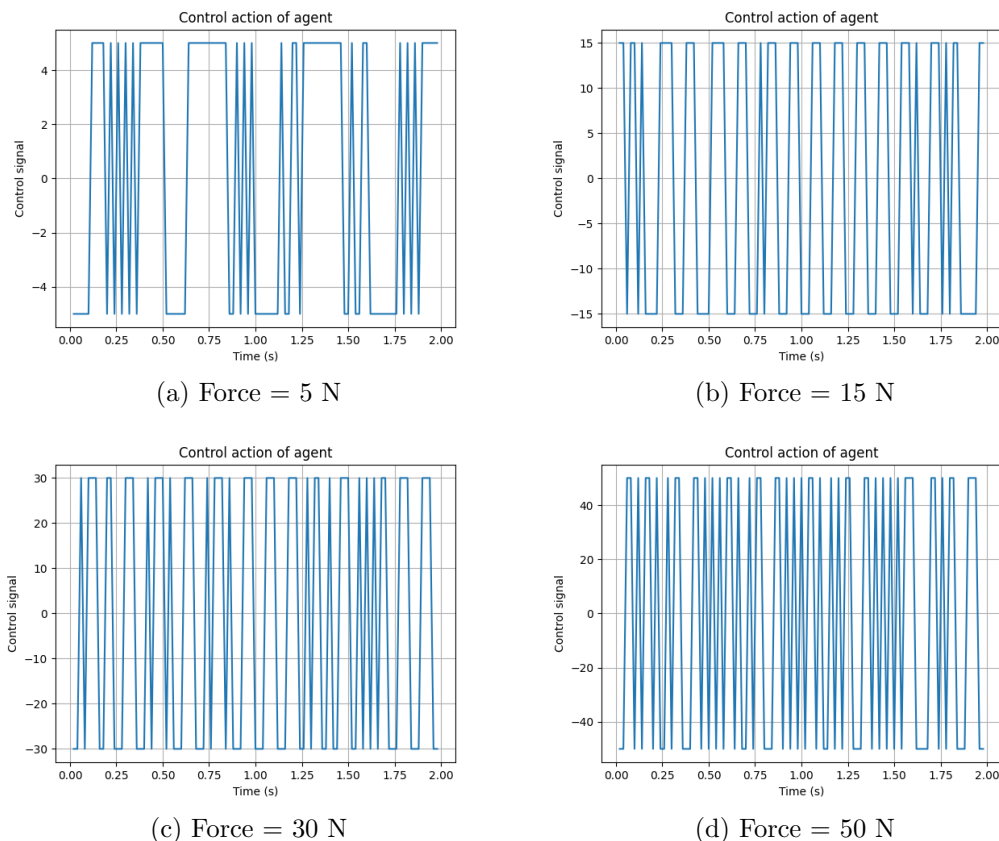 Control action of agent
Control signal
4
2
0
−2
−4
0.00 0.25 0.50 0.75 1.00 1.25 1.50 1.75 2.00
Time (s)
(a) Force = 5 N
Control action of agent
Control signal
15
10
5
0
−5
−10
−15
0.00 0.25 0.50 0.75 1.00 1.25 1.50 1.75 2.00
Time (s)
(b) Force = 15 N
Control action of agent
Control signal
30
20
10
0
−10
−20
−30
0.00 0.25 0.50 0.75 1.00 1.25 1.50 1.75 2.00
Time (s)
(c) Force = 30 N
Control action of agent
Control signal
40
20
0
−20
−40
0.00 0.25 0.50 0.75 1.00 1.25 1.50 1.75 2.00
Time (s)
(d) Force = 50 N